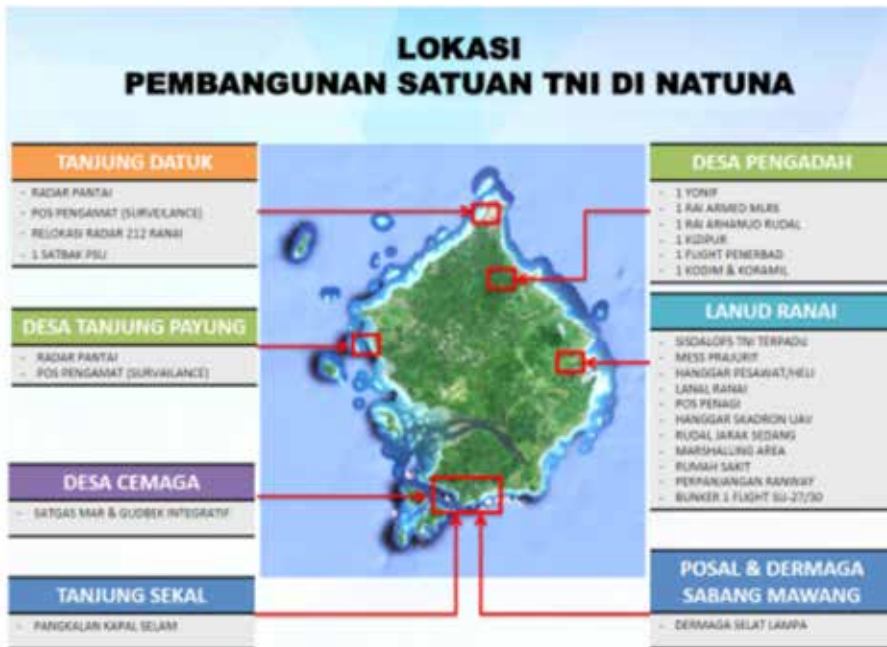 LOKASI
PEMBANGUNAN SATUAN TNI DI NATUNA
TANJUNG DATUK
- RADAR PANTAI
- POS PENGAMAT (SURVEILANCE)
- RELOKASI RADAR 212 RANAI
- 1 SATBAK PSU
DESA TANJUNG PAYUNG
- RADAR PANTAI
- POS PENGAMAT (SURVAILANCE)
DESA CEMAGA
- SATGAS MAR & GUDBEK INTEGRATIF
TANJUNG SEKAL
- PANGKALAN KAPAL SELAM
DESA PENGADAH
- 1 YONIF
- 1 RAI ARMED MLRS
- 1 RAI ARHANUD RUDAL
- 1 KIZIPUR
- 1 FLIGHT PENERBAD
- 1 KODIM & KORAMIL
LANUD RANAI
- SISDALOPS TNI TERPADU
- MESS PRAJURIT
- HANGGAR PESAWAT/HELI
- LANAL RANAI
- POS PENAGI
- HANGGAR SKADRON UAV
- RUDAL JARAK SEDANG
- MARSHALLING AREA
- RUMAH SAKIT
- PERPANJANGAN RANWAY
- BUNKER 1 FLIGHT SU-27/30
POSAL & DERMAGA
SABANG MAWANG
- DERMAGA SELAT LAMPA